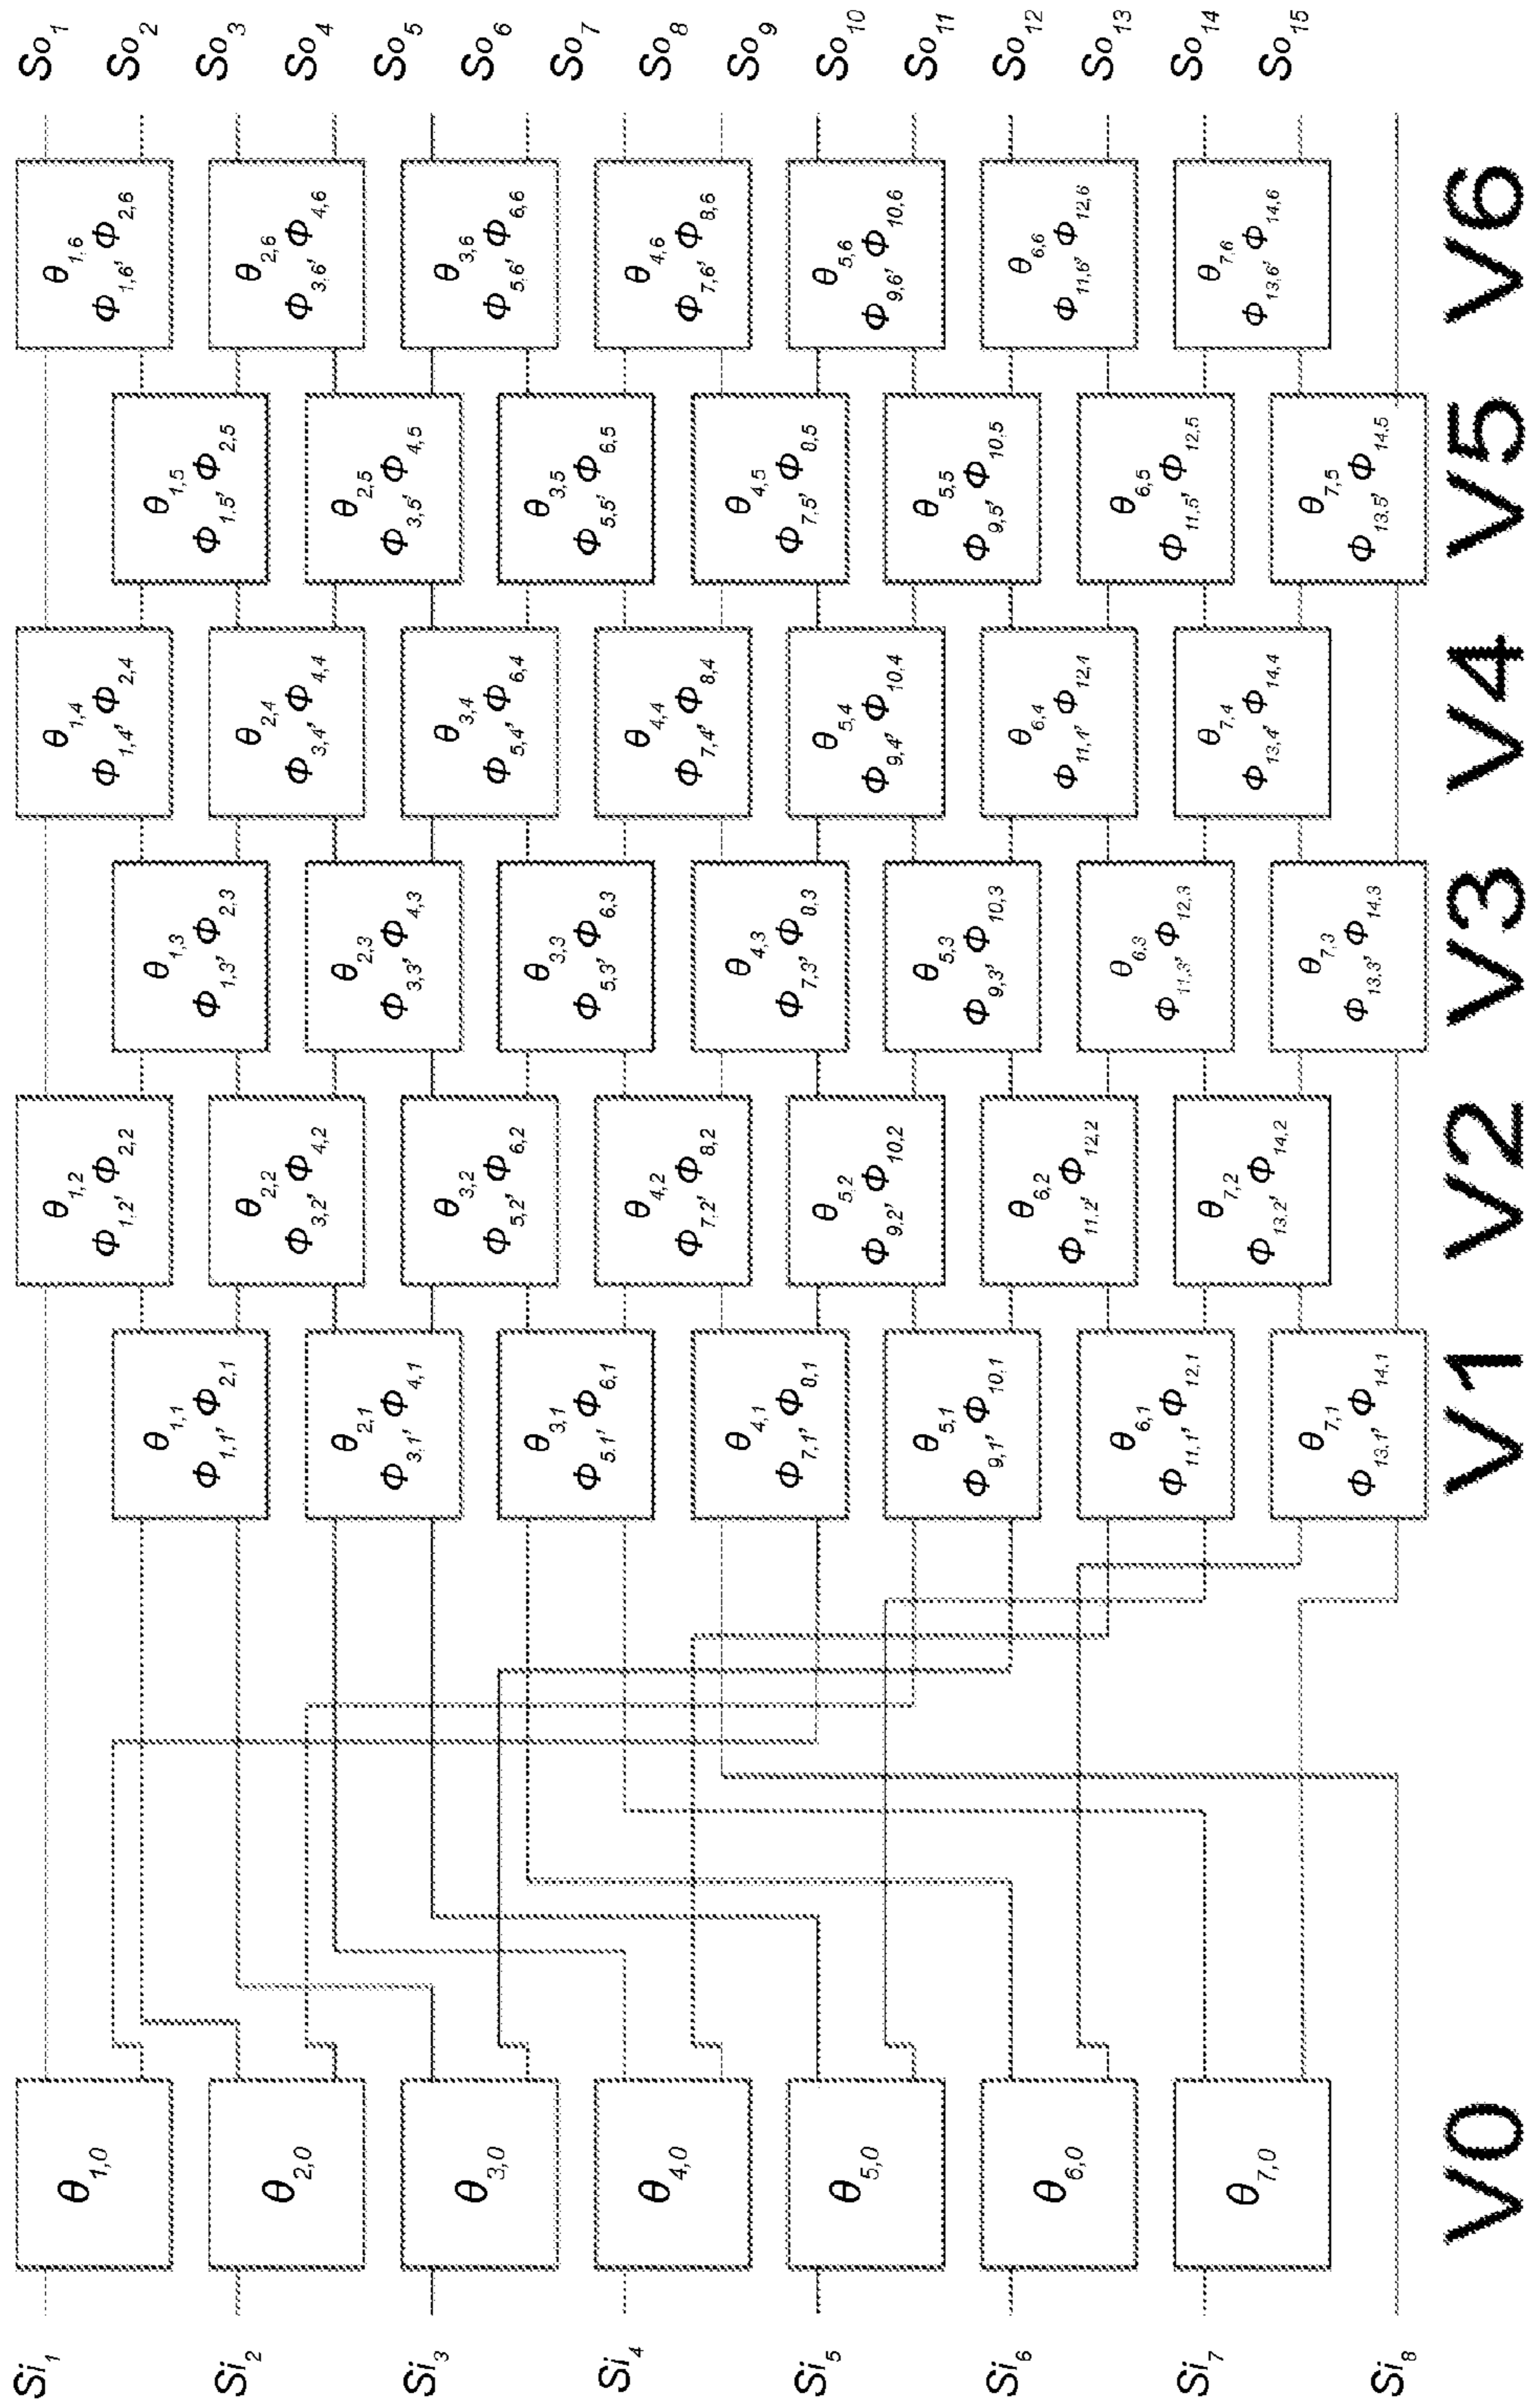 Si₁
Si₂
Si₃
Si₄
Si₅
Si₆
Si₇
Si₈
θ₁,₀
θ₂,₀
θ₃,₀
θ₄,₀
θ₅,₀
θ₆,₀
θ₇,₀
θ₁,₁
Φ₁,₁, Φ₂,₁
θ₂,₁
Φ₃,₁, Φ₄,₁
θ₃,₁
Φ₅,₁, Φ₆,₁
θ₄,₁
Φ₇,₁, Φ₈,₁
θ₅,₁
Φ₉,₁, Φ₁₀,₁
θ₆,₁
Φ₁₁,₁, Φ₁₂,₁
θ₇,₁
Φ₁₃,₁, Φ₁₄,₁
θ₁,₂
Φ₁,₂, Φ₂,₂
θ₂,₂
Φ₃,₂, Φ₄,₂
θ₃,₂
Φ₅,₂, Φ₆,₂
θ₄,₂
Φ₇,₂, Φ₈,₂
θ₅,₂
Φ₉,₂, Φ₁₀,₂
θ₆,₂
Φ₁₁,₂, Φ₁₂,₂
θ₇,₂
Φ₁₃,₂, Φ₁₄,₂
θ₁,₃
Φ₁,₃, Φ₂,₃
θ₂,₃
Φ₃,₃, Φ₄,₃
θ₃,₃
Φ₅,₃, Φ₆,₃
θ₄,₃
Φ₇,₃, Φ₈,₃
θ₅,₃
Φ₉,₃, Φ₁₀,₃
θ₆,₃
Φ₁₁,₃, Φ₁₂,₃
θ₇,₃
Φ₁₃,₃, Φ₁₄,₃
θ₁,₄
Φ₁,₄, Φ₂,₄
θ₂,₄
Φ₃,₄, Φ₄,₄
θ₃,₄
Φ₅,₄, Φ₆,₄
θ₄,₄
Φ₇,₄, Φ₈,₄
θ₅,₄
Φ₉,₄, Φ₁₀,₄
θ₆,₄
Φ₁₁,₄, Φ₁₂,₄
θ₇,₄
Φ₁₃,₄, Φ₁₄,₄
θ₁,₅
Φ₁,₅, Φ₂,₅
θ₂,₅
Φ₃,₅, Φ₄,₅
θ₃,₅
Φ₅,₅, Φ₆,₅
θ₄,₅
Φ₇,₅, Φ₈,₅
θ₅,₅
Φ₉,₅, Φ₁₀,₅
θ₆,₅
Φ₁₁,₅, Φ₁₂,₅
θ₇,₅
Φ₁₃,₅, Φ₁₄,₅
θ₁,₆
Φ₁,₆, Φ₂,₆
θ₂,₆
Φ₃,₆, Φ₄,₆
θ₃,₆
Φ₅,₆, Φ₆,₆
θ₄,₆
Φ₇,₆, Φ₈,₆
θ₅,₆
Φ₉,₆, Φ₁₀,₆
θ₆,₆
Φ₁₁,₆, Φ₁₂,₆
θ₇,₆
Φ₁₃,₆, Φ₁₄,₆
So₁
So₂
So₃
So₄
So₅
So₆
So₇
So₈
So₉
So₁₀
So₁₁
So₁₂
So₁₃
So₁₄
So₁₅
V0 V1 V2 V3 V4 V5 V6